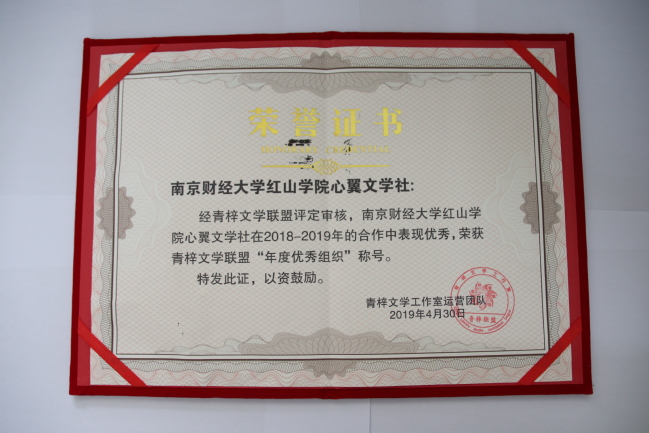 荣誉证书
南京财经大学红山学院心翼文学社:
经青梓文学联盟评定审核，南京财经大学红山学
院心翼文学社在2018-2019年的合作中表现优秀,荣获
青梓文学联盟“年度优秀组织”称号。
特发此证，以资鼓励。
青梓文学工作室运营团队
2019年4月30日
青梓联盟